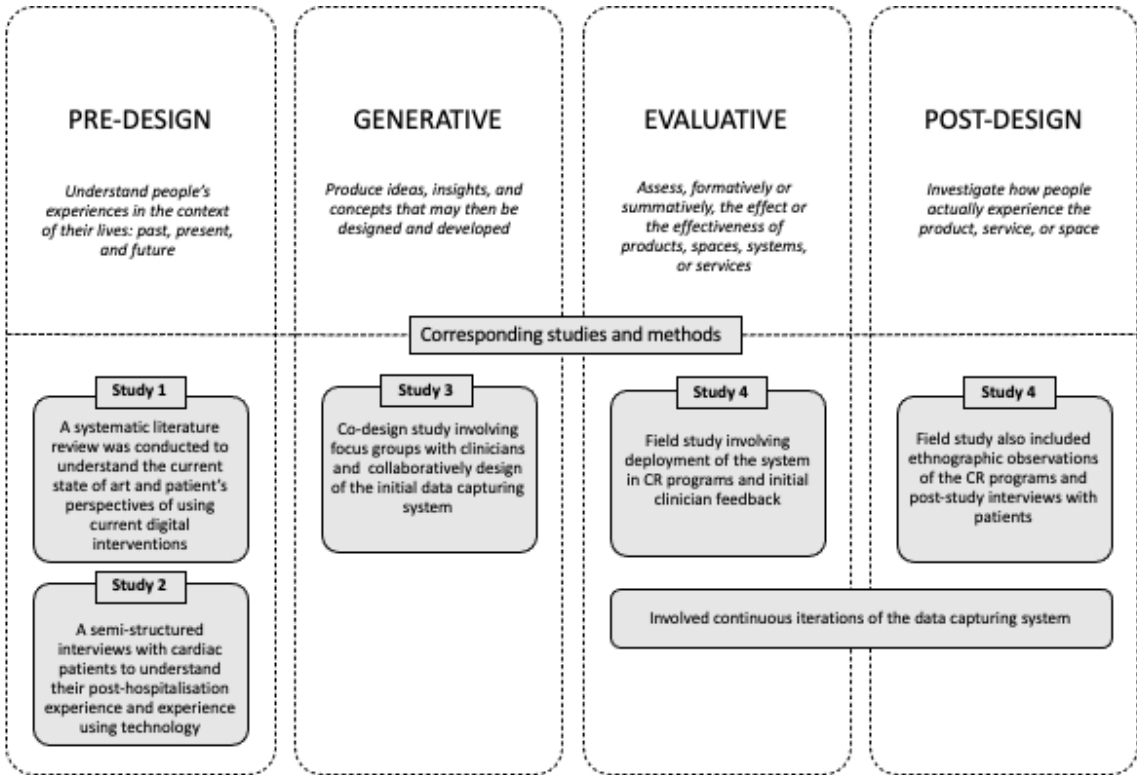 PRE-DESIGN
Understand people's
experiences in the context
of their lives: past, present,
and future
GENERATIVE
Produce ideas, insights, and
concepts that may then be
designed and developed
EVALUATIVE
Assess, formatively or
summatively, the effect or
the effectiveness of
products, spaces, systems,
or services
POST-DESIGN
Investigate how people
actually experience the
product, service, or space
Corresponding studies and methods
Study 1
A systematic literature
review was conducted to
understand the current
state of art and patient's
perspectives of using
current digital
interventions
Study 2
A semi-structured
interviews with cardiac
patients to understand
their post-hospitalisation
experience and experience
using technology
Study 3
Co-design study involving
focus groups with clinicians
and collaboratively design
of the initial data capturing
system
Study 4
Field study involving
deployment of the system
in CR programs and initial
clinician feedback
Study 4
Field study also included
ethnographic observations
of the CR programs and
post-study interviews with
patients
Involved continuous iterations of the data capturing system